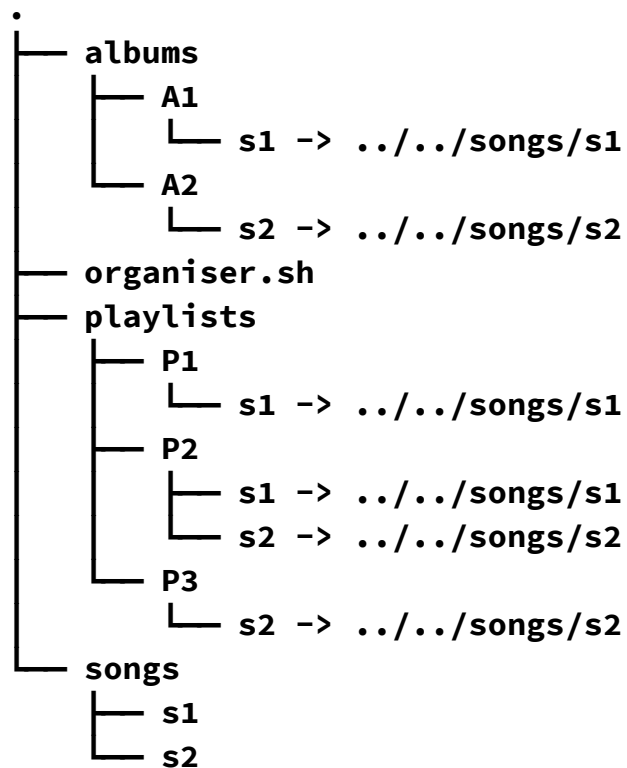 .
albums
A1
s1 -> ../../songs/s1
A2
s2 -> ../../songs/s2
organiser.sh
playlists
P1
s1 -> ../../songs/s1
P2
s1 -> ../../songs/s1
s2 -> ../../songs/s2
P3
s2 -> ../../songs/s2
songs
s1
s2